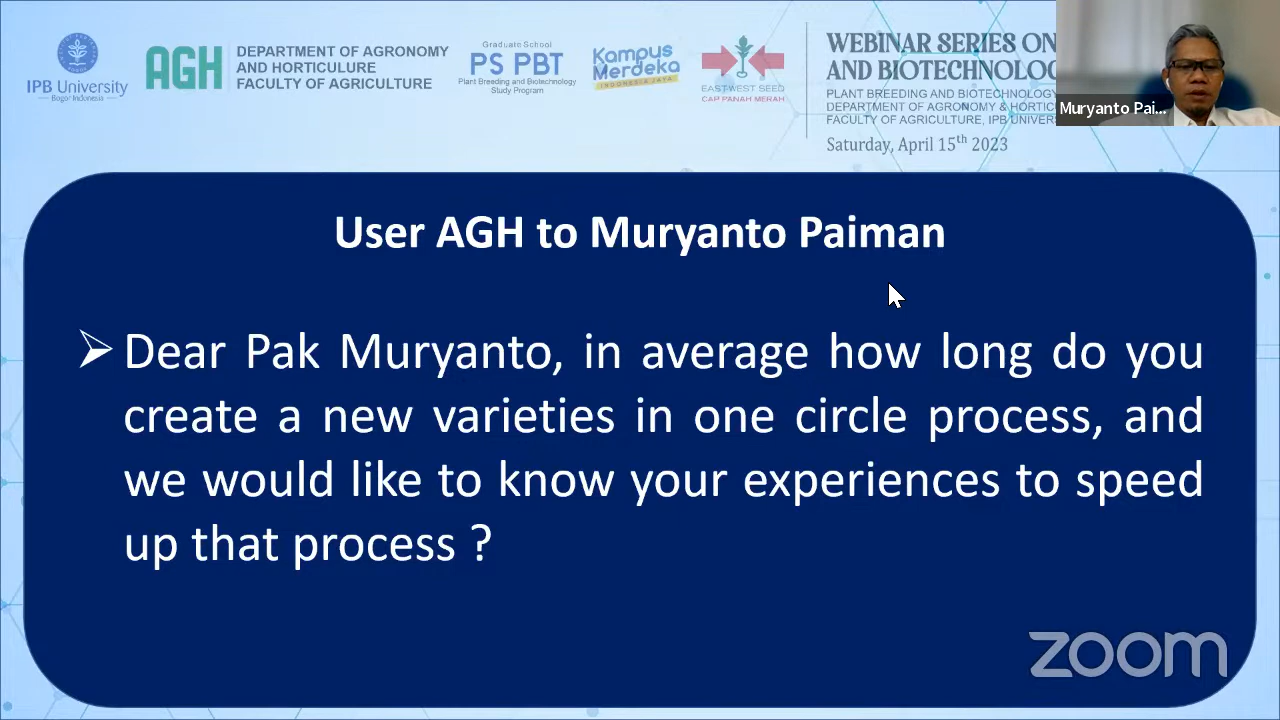 IPB University
Bogor Indonesia
AGH
DEPARTMENT OF AGRONOMY
AND HORTICULTURE
FACULTY OF AGRICULTURE
Graduate School
PS PBT
Plant Breeding and Biotechnology
Study Program
Kampus
Merdeka
INDONESIA JAYA
EAST-WEST SEED
CAP PANAH MERAH
WEBINAR SERIES ON
AND BIOTECHNOLOG
PLANT BREEDING AND BIOTECHNOLOGY
DEPARTMENT OF AGRONOMY & HORTIC
FACULTY OF AGRICULTURE, IPB UNIVERS
Saturday, April 15th 2023
Muryanto Pai...
User AGH to Muryanto Paiman
➢ Dear Pak Muryanto, in average how long do you
create a new varieties in one circle process, and
we would like to know your experiences to speed
up that process ?
zoom